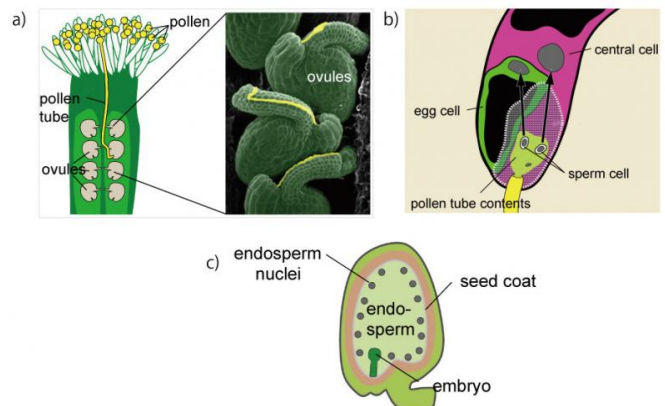 a)
pollen
pollen
tube
ovules
ovules
b)
central cell
egg cell
sperm cell
pollen tube contents
c)
endosperm
nuclei
seed coat
endo-
sperm
embryo